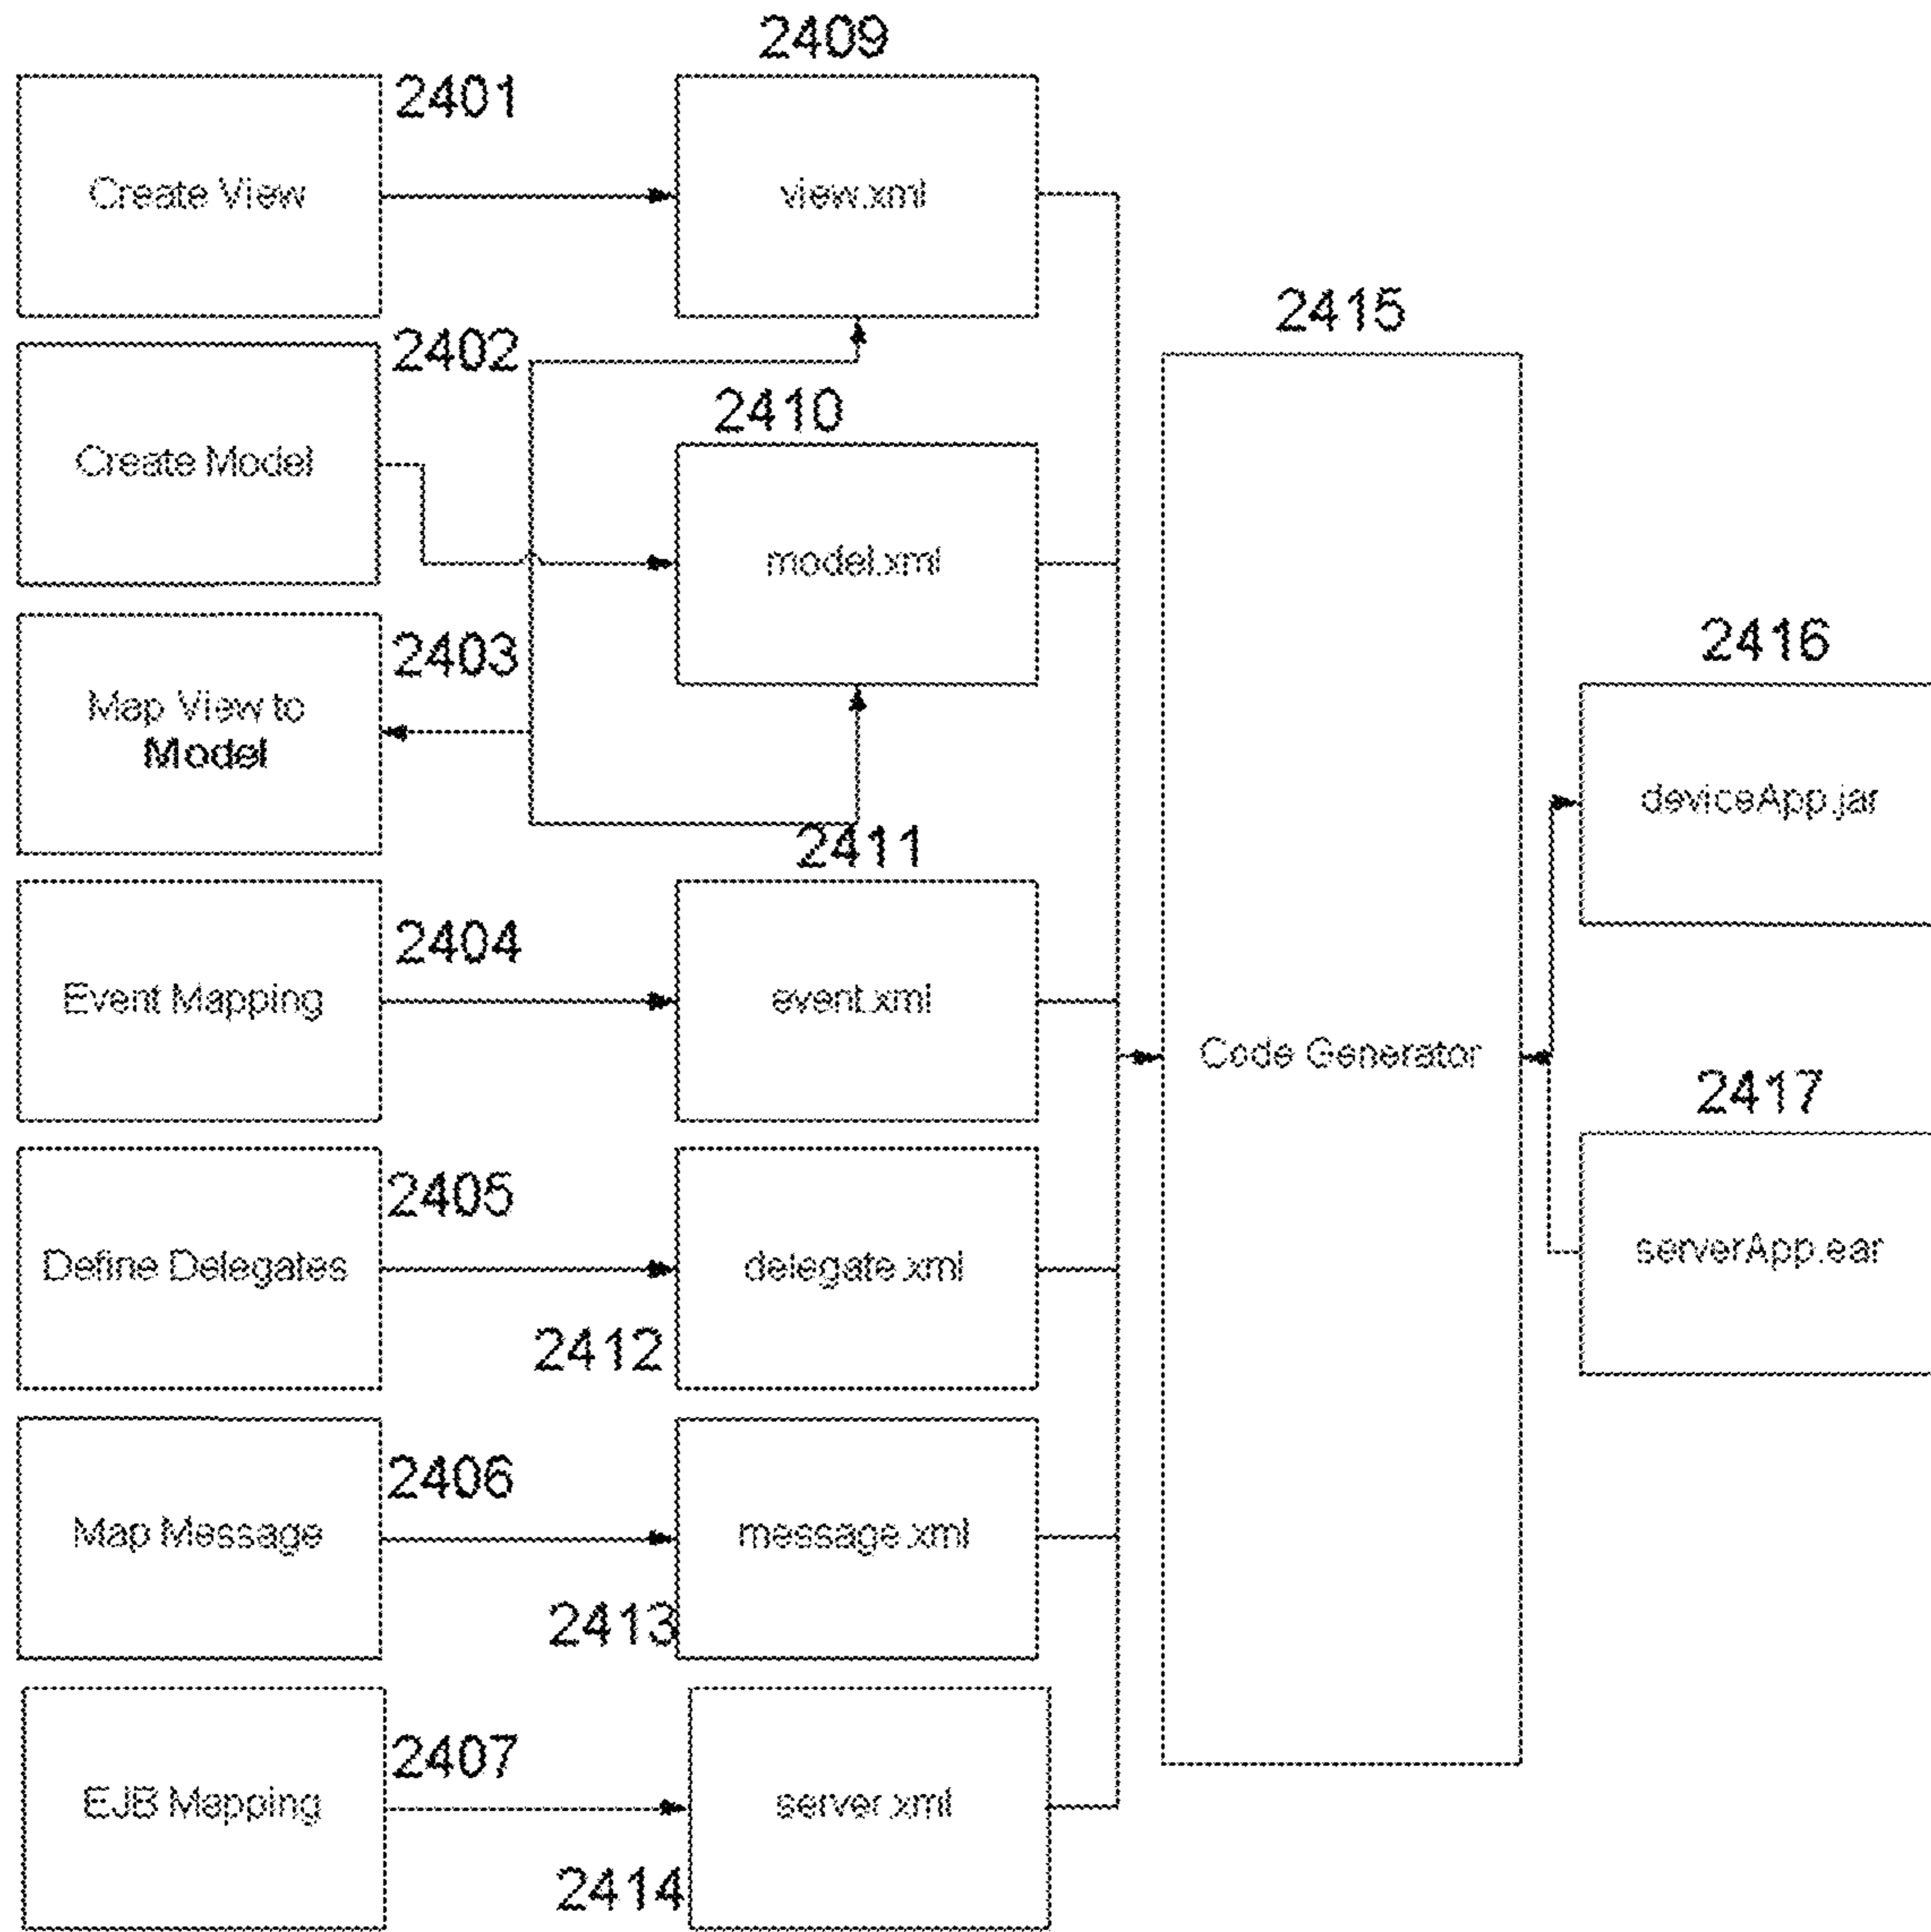 2409
2401
Create View
view.xml
2415
2402
2410
Create Model
model.xml
2403
2416
Map View to
Model
deviceApp.jar
2411
2404
Event Mapping
event.xml
Code Generator
2417
2405
Define Delegates
delegate.xml
serverApp.ear
2412
2406
Map Message
message.xml
2413
2407
EJB Mapping
server.xml
2414